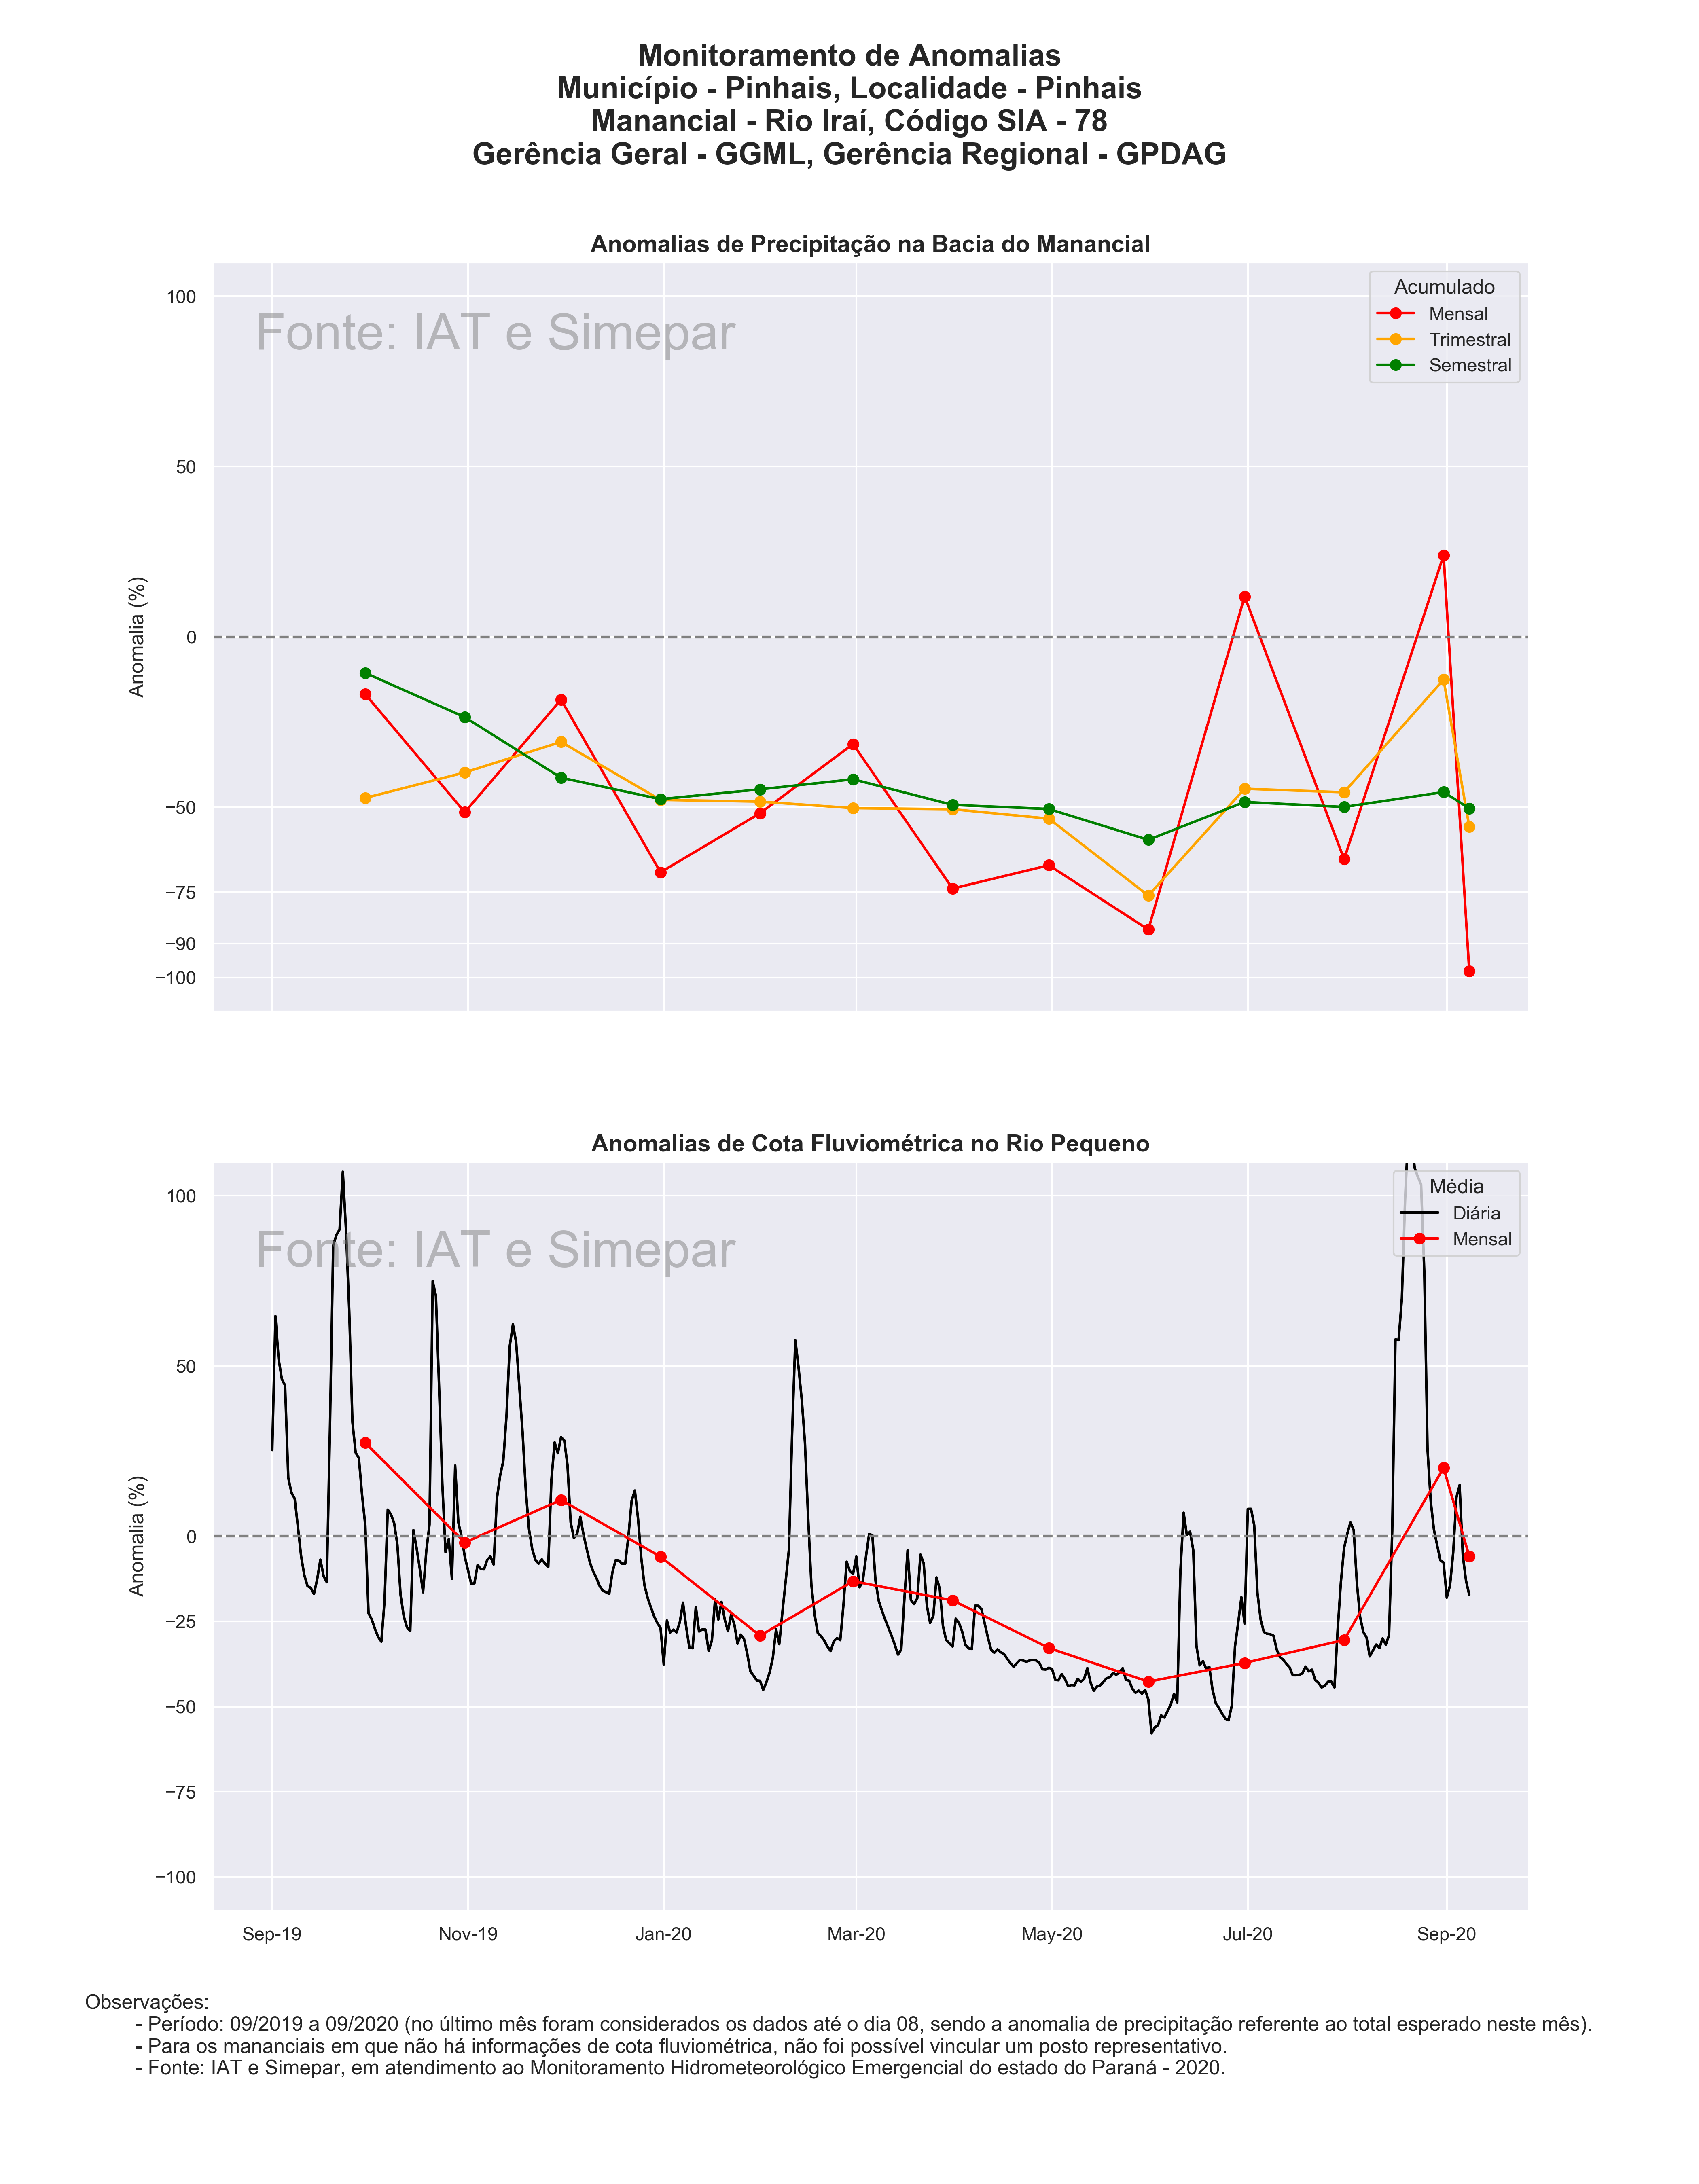 Monitoramento de Anomalias
Município - Pinhais, Localidade - Pinhais
Manancial - Rio Iraí, Código SIA - 78
Gerência Geral - GGML, Gerência Regional - GPDAG
Anomalias de Precipitação na Bacia do Manancial
Fonte: IAT e Simepar
Acumulado
Mensal
Trimestral
Semestral
Anomalia (%)
100
50
0
−50
−75
−90
−100
Anomalias de Cota Fluviométrica no Rio Pequeno
Fonte: IAT e Simepar
Média
Diária
Mensal
Anomalia (%)
100
50
0
−25
−50
−75
−100
Sep-19 Nov-19 Jan-20 Mar-20 May-20 Jul-20 Sep-20
Observações:
- Período: 09/2019 a 09/2020 (no último mês foram considerados os dados até o dia 08, sendo a anomalia de precipitação referente ao total esperado neste mês).
- Para os mananciais em que não há informações de cota fluviométrica, não foi possível vincular um posto representativo.
- Fonte: IAT e Simepar, em atendimento ao Monitoramento Hidrometeorológico Emergencial do estado do Paraná - 2020.